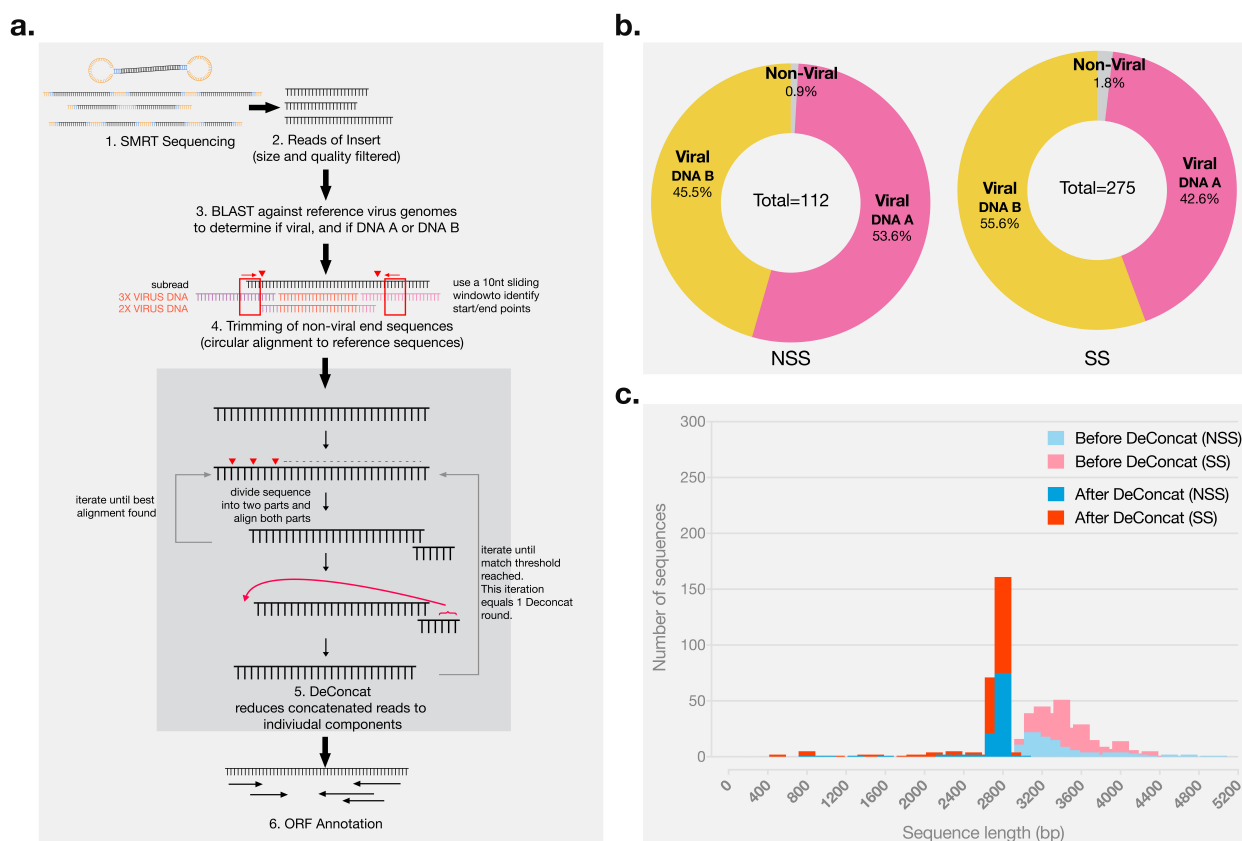 a.
1. SMRT Sequencing
2. Reads of Insert
(size and quality filtered)
3. BLAST against reference virus genomes
to determine if viral, and if DNA A or DNA B
subread
3X VIRUS DNA
2X VIRUS DNA
use a 10nt sliding
windowto identify
start/end points
4. Trimming of non-viral end sequences
(circular alignment to reference sequences)
iterate until best
alignment found
divide sequence
into two parts and
align both parts
iterate until
match threshold
reached.
This iteration
equals 1 Deconcat
round.
5. DeConcat
reduces concatenated reads to
indiviudal components
6. ORF Annotation
b.
Non-Viral
0.9%
Viral
DNA B
45.5%
Total=112
Viral
DNA A
53.6%
NSS
Non-Viral
1.8%
Viral
DNA B
55.6%
Total=275
Viral
DNA A
42.6%
SS
c.
Number of sequences
300
250
200
150
100
50
0
Before DeConcat (NSS)
Before DeConcat (SS)
After DeConcat (NSS)
After DeConcat (SS)
0
400
800
1200
1600
2000
2400
2800
3200
3600
4000
4400
4800
5200
Sequence length (bp)